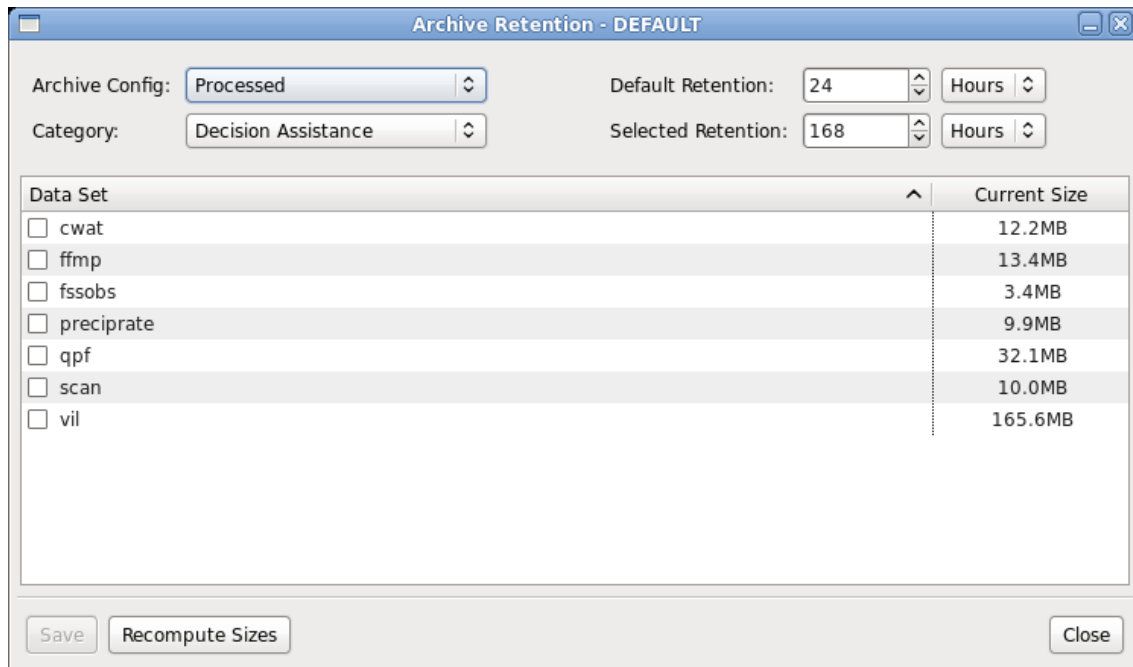 Archive Retention - DEFAULT
Archive Config: Processed Default Retention: 24 Hours
Category: Decision Assistance Selected Retention: 168 Hours
Data Set Current Size
cwat 12.2MB
ffmp 13.4MB
fssobs 3.4MB
preciprate 9.9MB
qpf 32.1MB
scan 10.0MB
vil 165.6MB
Save Recompute Sizes Close